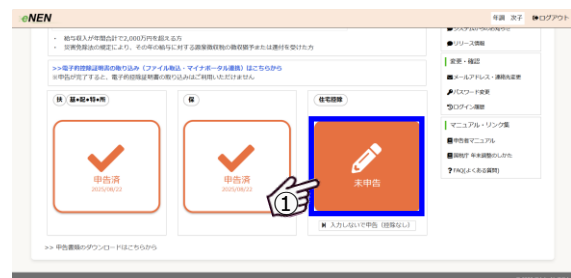 eNEN
年調 次子 ログアウト
・ 給与収入が年間合計で2,000万円を超える方
・ 災害免除法の規定により、その年の給与に対する源泉徴収税の徴収猶予または還付を受けた方
>>電子的控除証明書の取り込み（ファイル取込・マイナポータル連携）はこちらから
※申告が完了すると、電子的控除証明書の取り込みはご利用いただけません。
扶 基•配•特•所
保
住宅控除
申告済
2025/08/22
申告済
2025/08/22
未申告
①
入力しないで申告（控除なし）
>> 申告書類のダウンロードはこちらから
リリース情報
変更・確認
メールアドレス・連絡先変更
パスワード変更
ログイン履歴
マニュアル・リンク集
申告者マニュアル
国税庁 年末調整のしかた
FAQ(よくある質問)